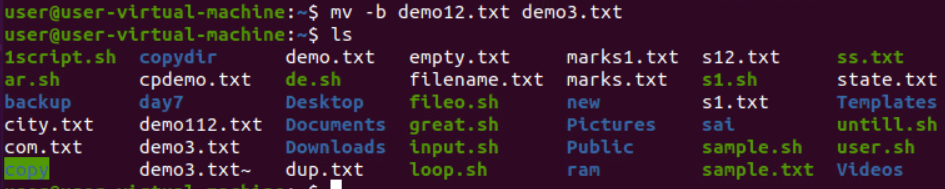 user@user-virtual-machine:~$ mv -b demo12.txt demo3.txt
user@user-virtual-machine:~$ ls
1script.sh copydir demo.txt empty.txt marks1.txt s12.txt ss.txt
ar.sh cpdemo.txt de.sh filename.txt marks.txt s1.sh state.txt
backup day7 Desktop fileo.sh new s1.txt Templates
city.txt demo112.txt Documents great.sh Pictures sai untill.sh
com.txt demo3.txt Downloads input.sh Public sample.sh user.sh
copy demo3.txt~ dup.txt loop.sh ram sample.txt Videos
user@user-virtual-machine:~$